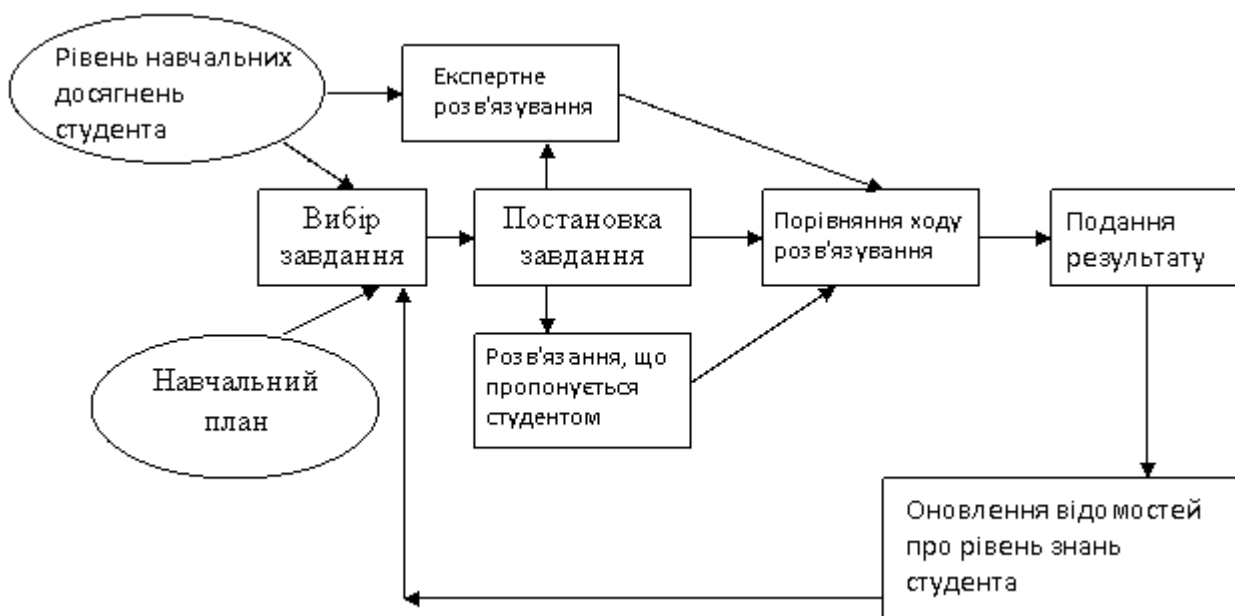 Рівень навчальних
досягнень
студента
Експертне
розв'язування
Вибір
завдання
Постановка
завдання
Порівняння ходу
розв'язування
Подання
результату
Навчальний
план
Розв'язання, що
пропонується
студентом
Оновлення відомостей
про рівень знань
студента